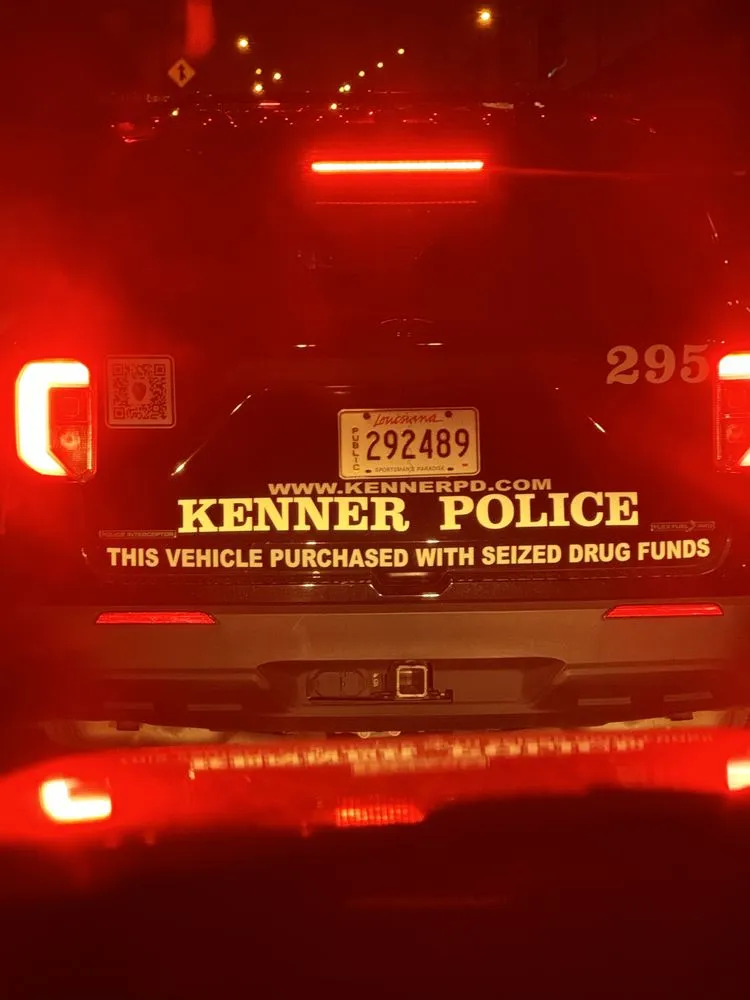 295
Louisiana
PUBLIC
292489
SPORTSMAN'S PARADISE
WWW.KENNERPD.COM
KENNER POLICE
POLICE INTERCEPTOR
FLEX FUEL
THIS VEHICLE PURCHASED WITH SEIZED DRUG FUNDS